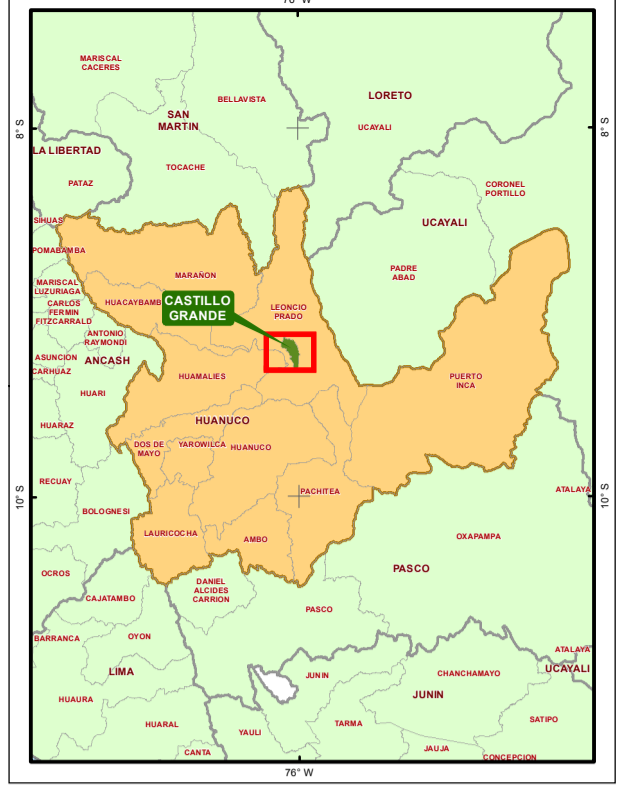 76° W
MARISCAL
CACERES
BELLAVISTA
LORETO
SAN
MARTIN
UCAYALI
8° S
8° S
LA LIBERTAD
TOCACHE
PATAZ
CORONEL
PORTILLO
SIHUAS
UCAYALI
POMABAMBA
PADRE
ABAD
MARAÑON
MARISCAL
LUZURIAGA
HUACAYBAMB
CASTILLO
GRANDE
LEONCIO
PRADO
CARLOS
FERMIN
FITZCARRALD
ANTONIO
RAYMONDI
ASUNCION
ANCASH
CARHUAZ
HUAMALIES
PUERTO
INCA
HUARI
HUANUCO
HUARAZ
DOS DE
MAYO
YAROWILCA
HUANUCO
RECUAY
PACHITEA
ATALAYA
10° S
10° S
BOLOGNESI
LAURICOCHA
AMBO
OXAPAMPA
OCROS
DANIEL
ALCIDES
CARRION
PASCO
CAJATAMBO
PASCO
BARRANCA
OYON
ATALAYA
LIMA
JUNIN
CHANCHAMAYO
UCAYALI
HUAURA
JUNIN
HUARAL
YAULI
TARMA
SATIPO
CANTA
JAUJA
CONCEPCION
76° W